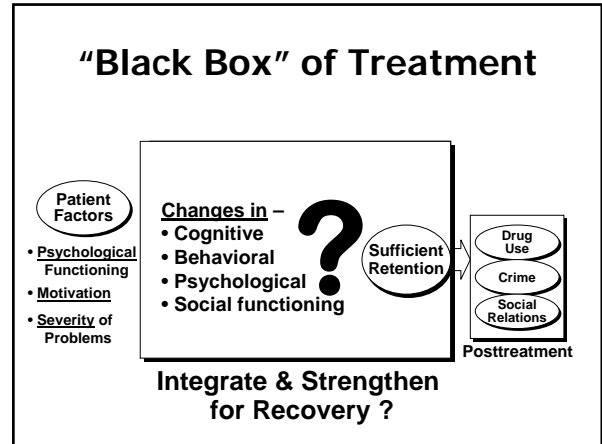 “Black Box” of Treatment
Patient
Factors
• Psychological
Functioning
• Motivation
• Severity of
Problems
Changes in –
• Cognitive
• Behavioral
• Psychological
• Social functioning
?
Sufficient
Retention
Drug
Use
Crime
Social
Relations
Posttreatment
Integrate & Strengthen
for Recovery ?